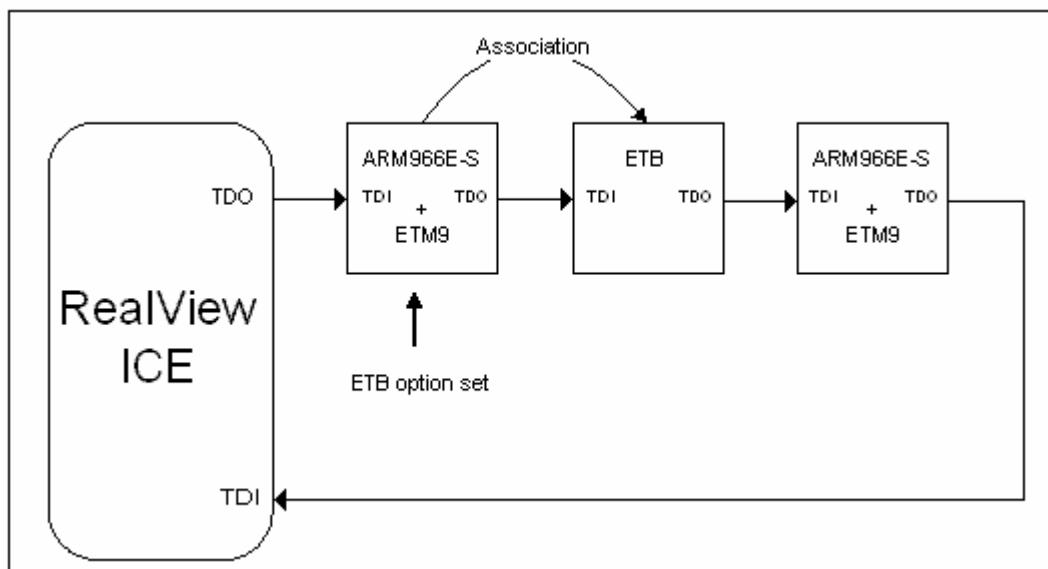 Association
ARM966E-S
TDI TDO
+
ETM9
ETB
TDI TDO
ARM966E-S
TDI TDO
+
ETM9
TDO
RealView
ICE
TDI
ETB option set